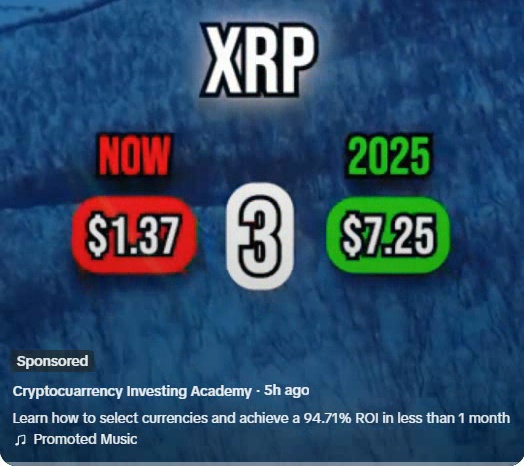 XRP
NOW
2025
$1.37
3
$7.25
Sponsored
Cryptocuarrency Investing Academy · 5h ago
Learn how to select currencies and achieve a 94.71% ROI in less than 1 month
♫ Promoted Music